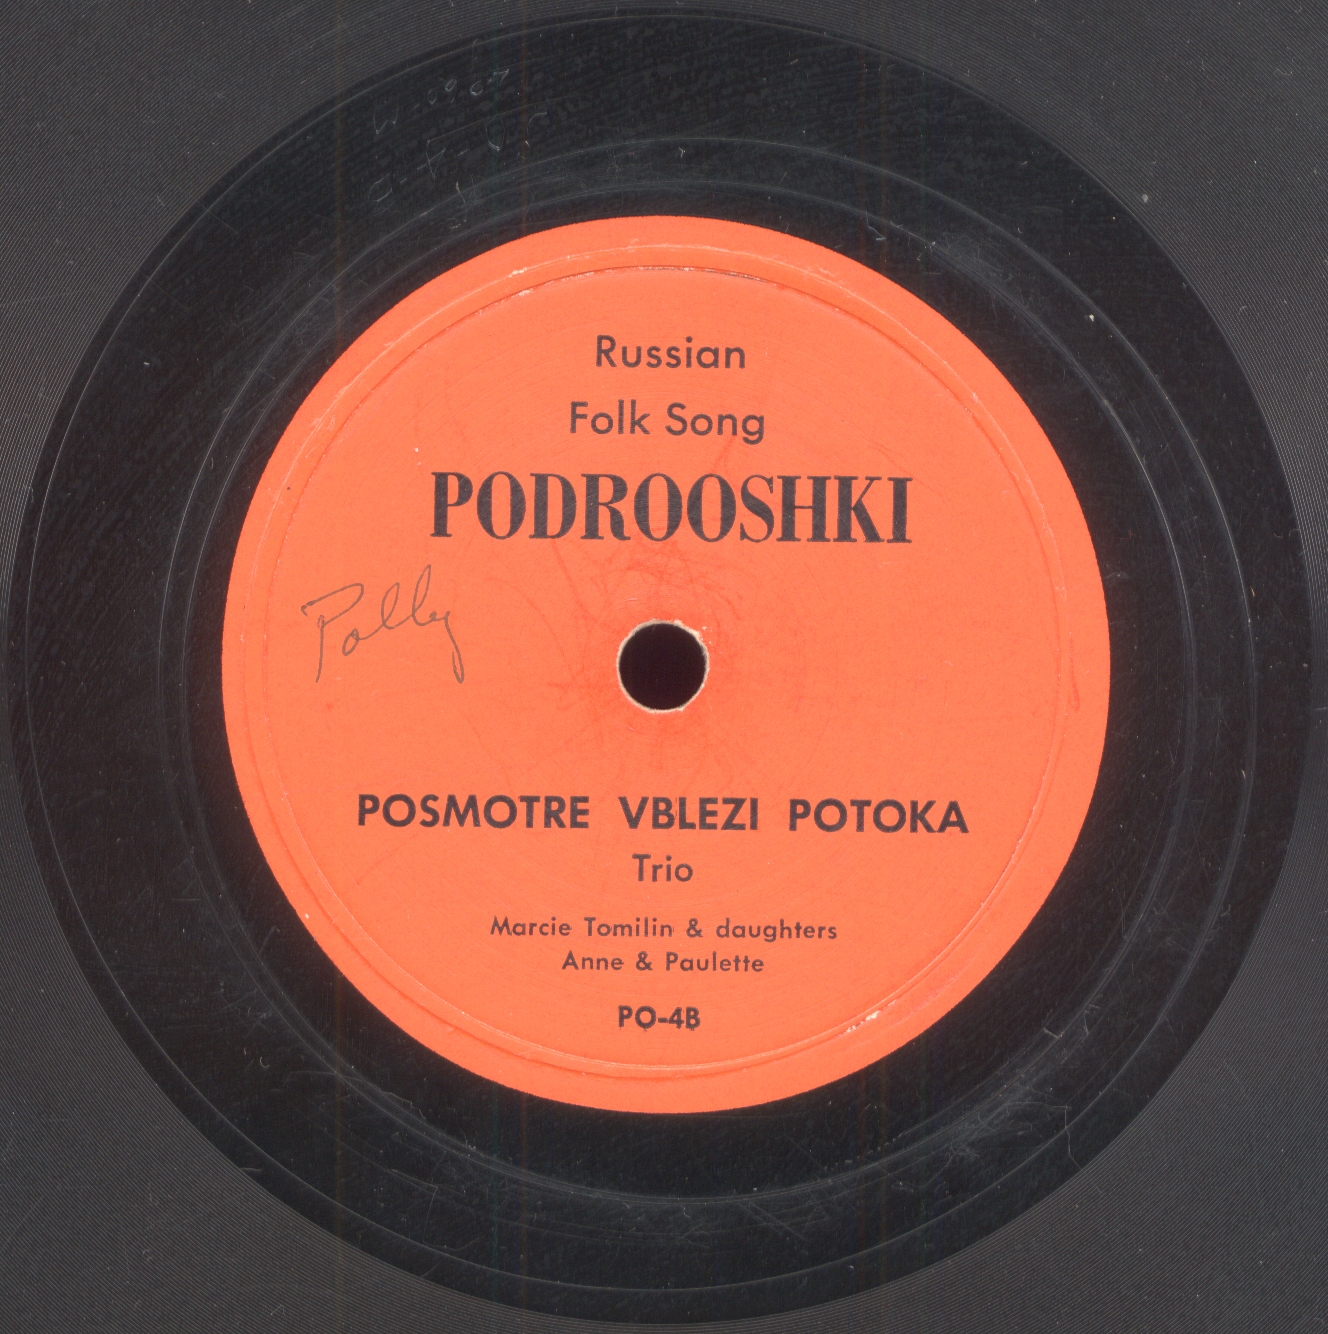 Russian
Folk Song
PODROOSHKI
Polly
POSMOTRE VBLEZI POTOKA
Trio
Marcie Tomilin & daughters
Anne & Paulette
PO-4B